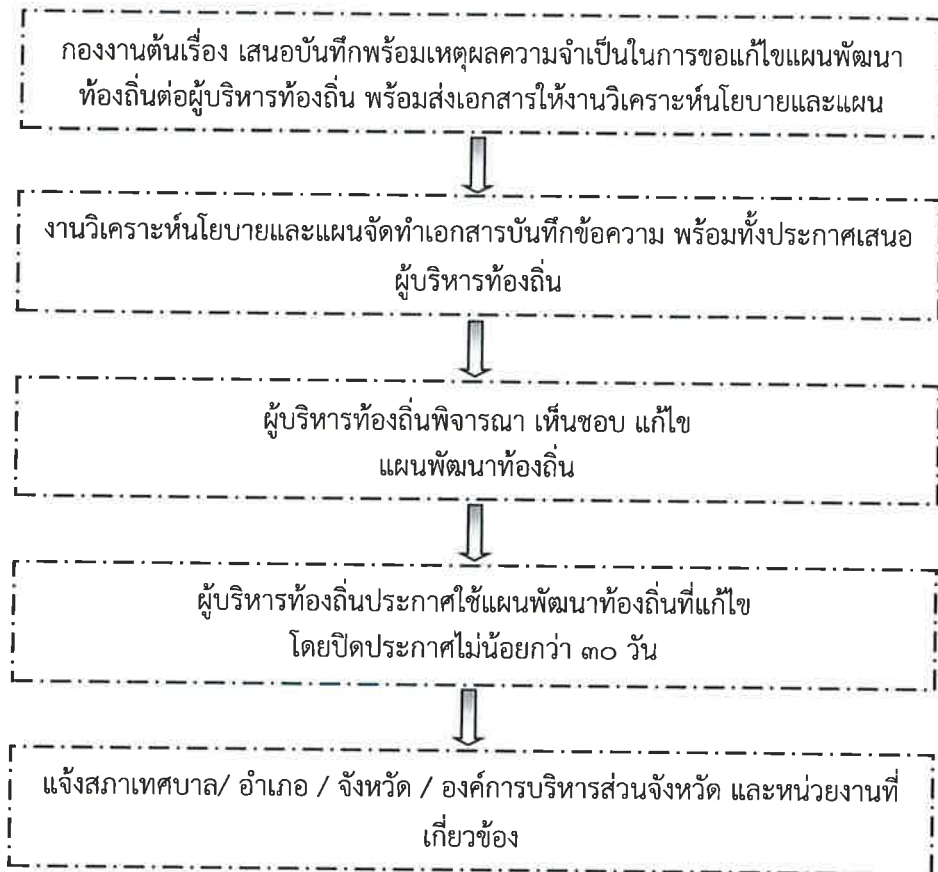 กองงานต้นเรื่อง เสนอบันทึกพร้อมเหตุผลความจำเป็นในการขอแก้ไขแผนพัฒนา
ท้องถิ่นต่อผู้บริหารท้องถิ่น พร้อมส่งเอกสารให้งานวิเคราะห์นโยบายและแผน
งานวิเคราะห์นโยบายและแผนจัดทำเอกสารบันทึกข้อความ พร้อมทั้งประกาศเสนอ
ผู้บริหารท้องถิ่น
ผู้บริหารท้องถิ่นพิจารณา เห็นชอบ แก้ไข
แผนพัฒนาท้องถิ่น
ผู้บริหารท้องถิ่นประกาศใช้แผนพัฒนาท้องถิ่นที่แก้ไข
โดยปิดประกาศไม่น้อยกว่า ๓๐ วัน
แจ้งสภาเทศบาล/ อำเภอ / จังหวัด / องค์การบริหารส่วนจังหวัด และหน่วยงานที่
เกี่ยวข้อง